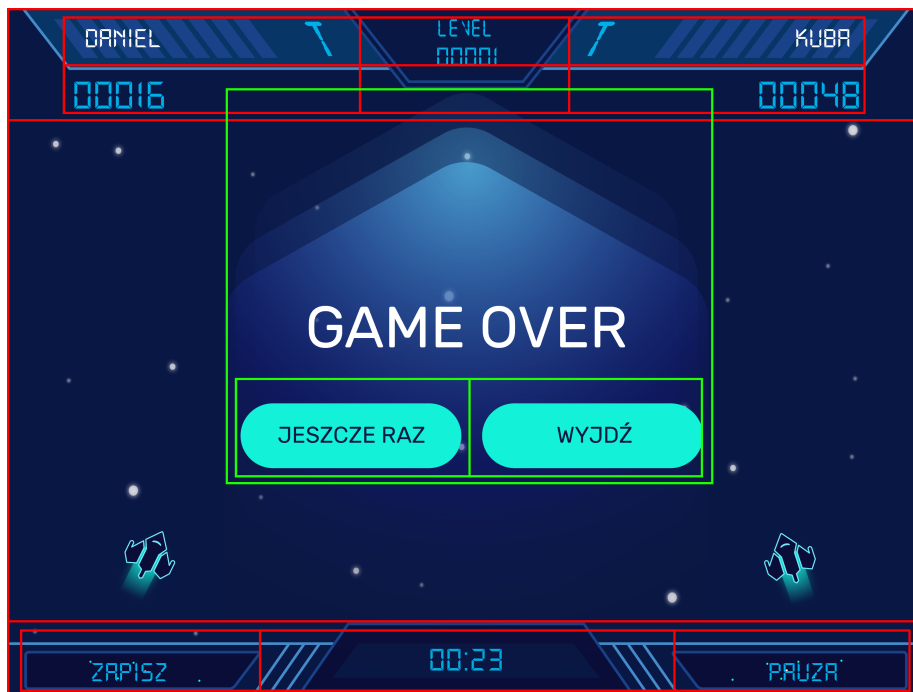 DANIEL
LEVEL
00001
KUBA
00016
00048
GAME OVER
JESZCZE RAZ
WYJDŹ
ZAPISZ
00:23
PAUZA